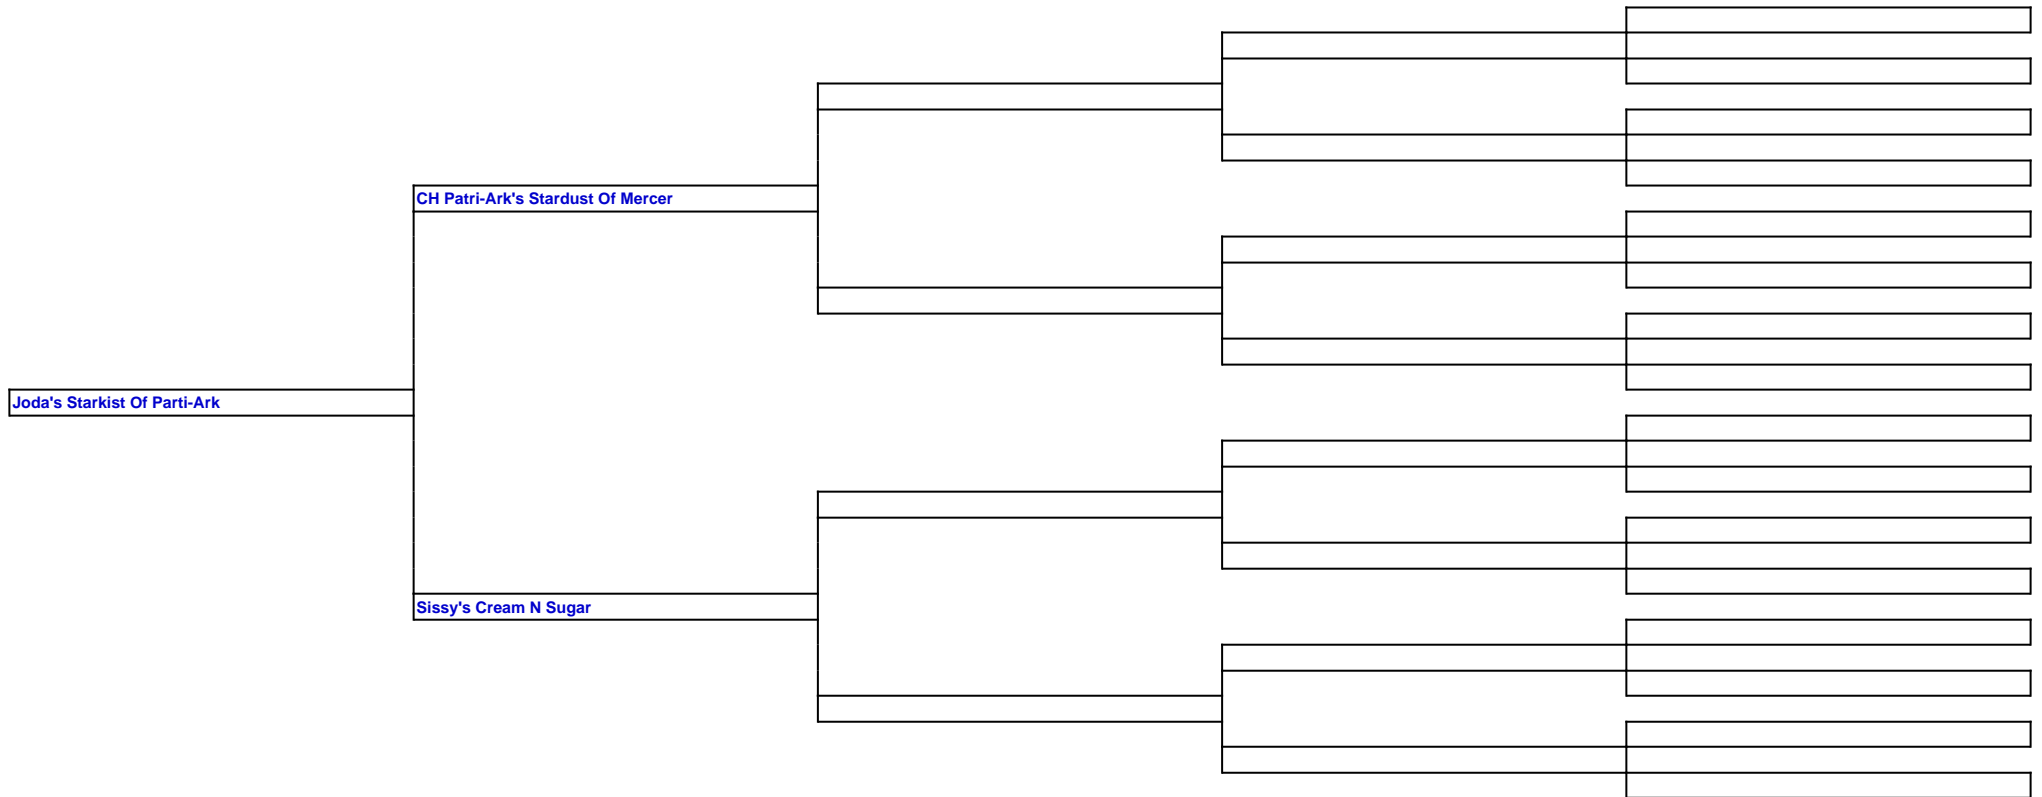 CH Patri-Ark's Stardust Of Mercer
Joda's Starkist Of Parti-Ark
Sissy's Cream N Sugar